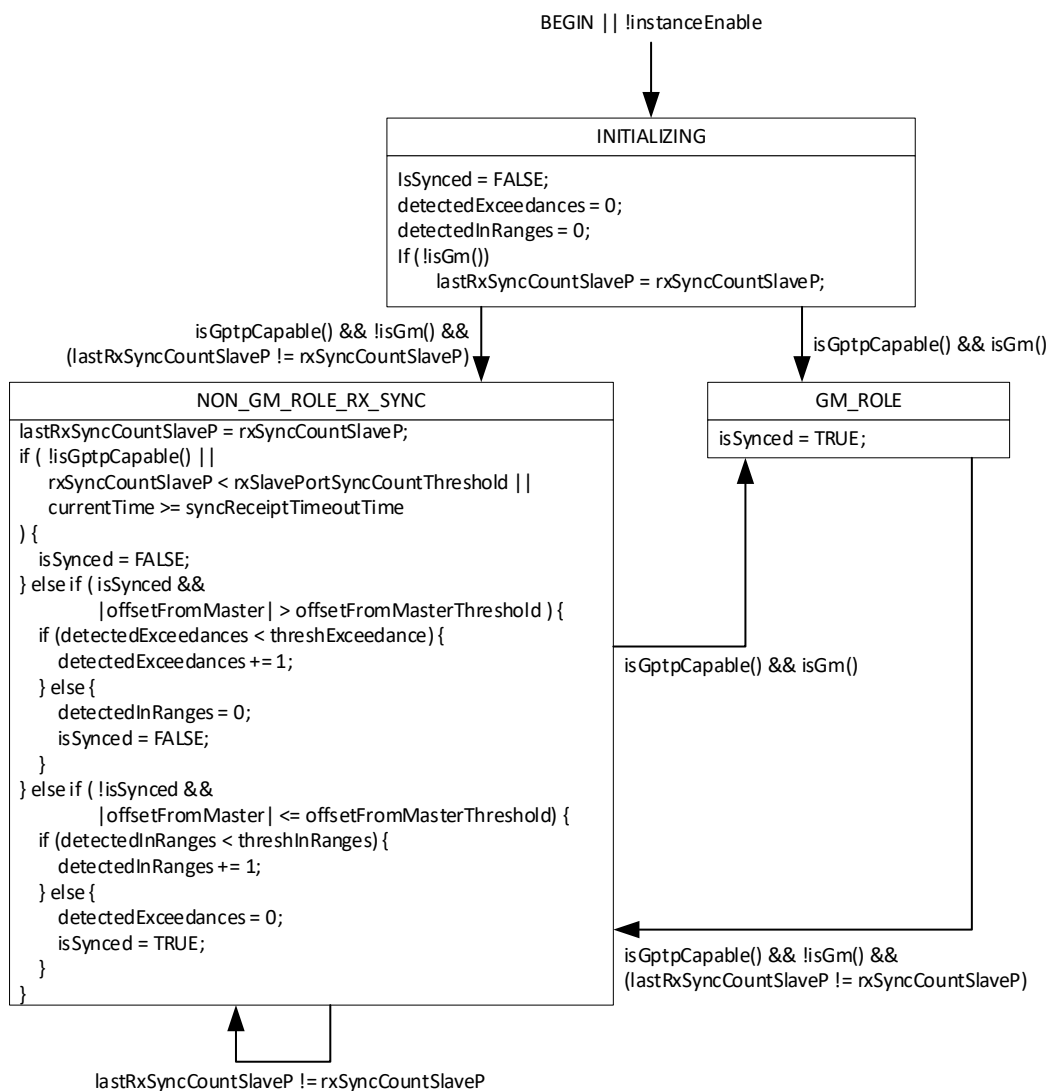 BEGIN || !instanceEnable
INITIALIZING
IsSynced = FALSE;
detectedExceedances = 0;
detectedInRanges = 0;
If ( !isGm())
lastRxSyncCountSlaveP = rxSyncCountSlaveP;
isGptpCapable() && !isGm() &&
(lastRxSyncCountSlaveP != rxSyncCountSlaveP)
isGptpCapable() && isGm()
NON_GM_ROLE_RX_SYNC
lastRxSyncCountSlaveP = rxSyncCountSlaveP;
if ( !isGptpCapable() ||
rxSyncCountSlaveP < rxSlavePortSyncCountThreshold ||
currentTime >= syncReceiptTimeoutTime
) {
isSynced = FALSE;
} else if ( isSynced &&
|offsetFromMaster| > offsetFromMasterThreshold ) {
if (detectedExceedances < threshExceedance) {
detectedExceedances += 1;
} else {
detectedInRanges = 0;
isSynced = FALSE;
}
} else if ( !isSynced &&
|offsetFromMaster| <= offsetFromMasterThreshold) {
if (detectedInRanges < threshInRanges) {
detectedInRanges += 1;
} else {
detectedExceedances = 0;
isSynced = TRUE;
}
}
GM_ROLE
isSynced = TRUE;
isGptpCapable() && isGm()
isGptpCapable() && !isGm() &&
(lastRxSyncCountSlaveP != rxSyncCountSlaveP)
lastRxSyncCountSlaveP != rxSyncCountSlaveP